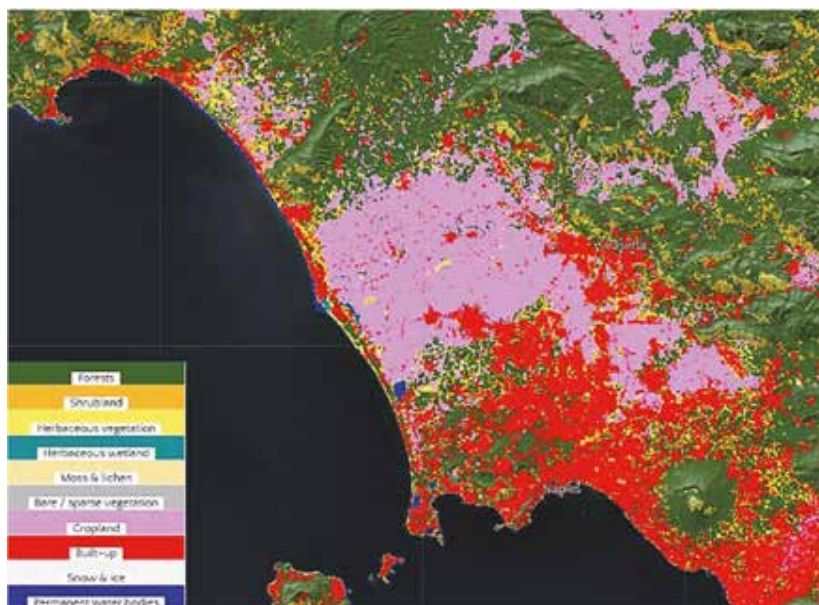 Forests
Shrubland
Herbaceous vegetation
Herbaceous wetland
Moss & lichen
Bare / sparse vegetation
Cropland
Built-up
Snow & ice
Permanent water bodies